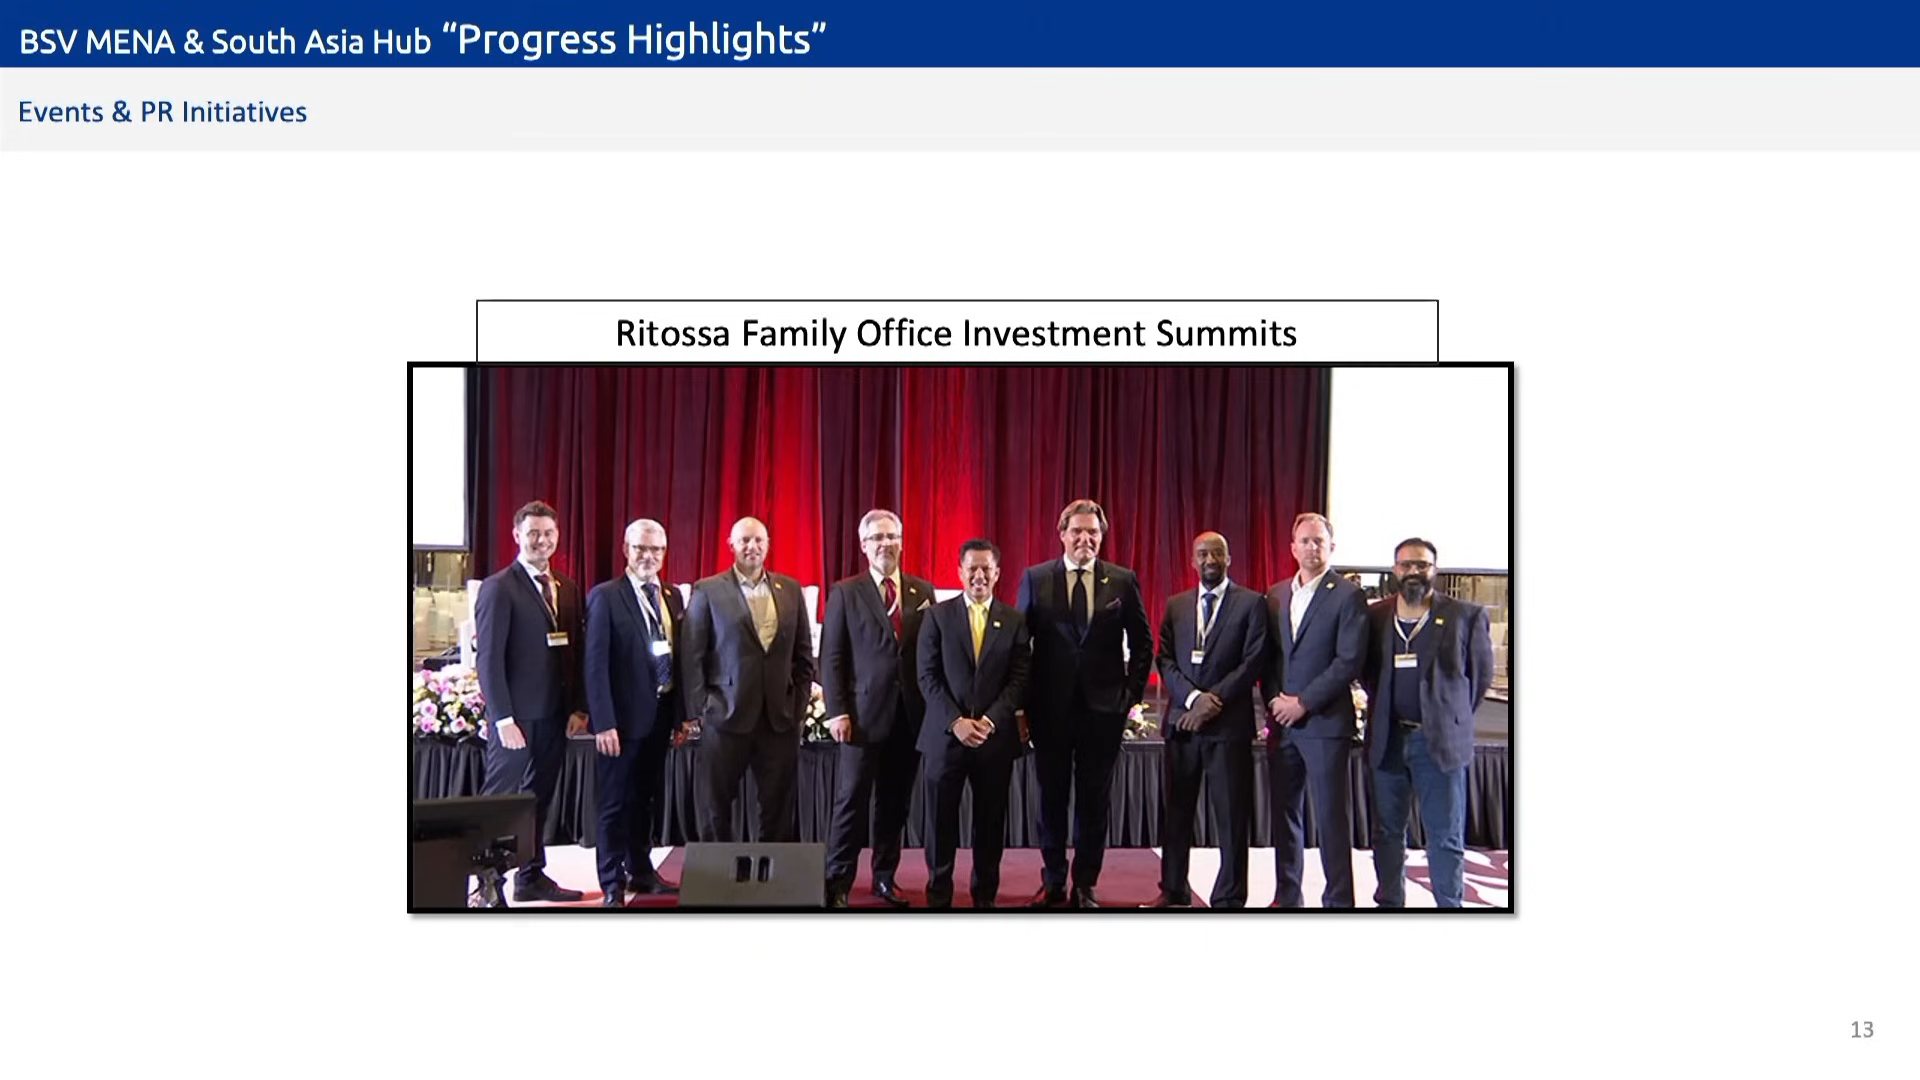 BSV MENA & South Asia Hub “Progress Highlights”
Events & PR Initiatives
Ritossa Family Office Investment Summits
13